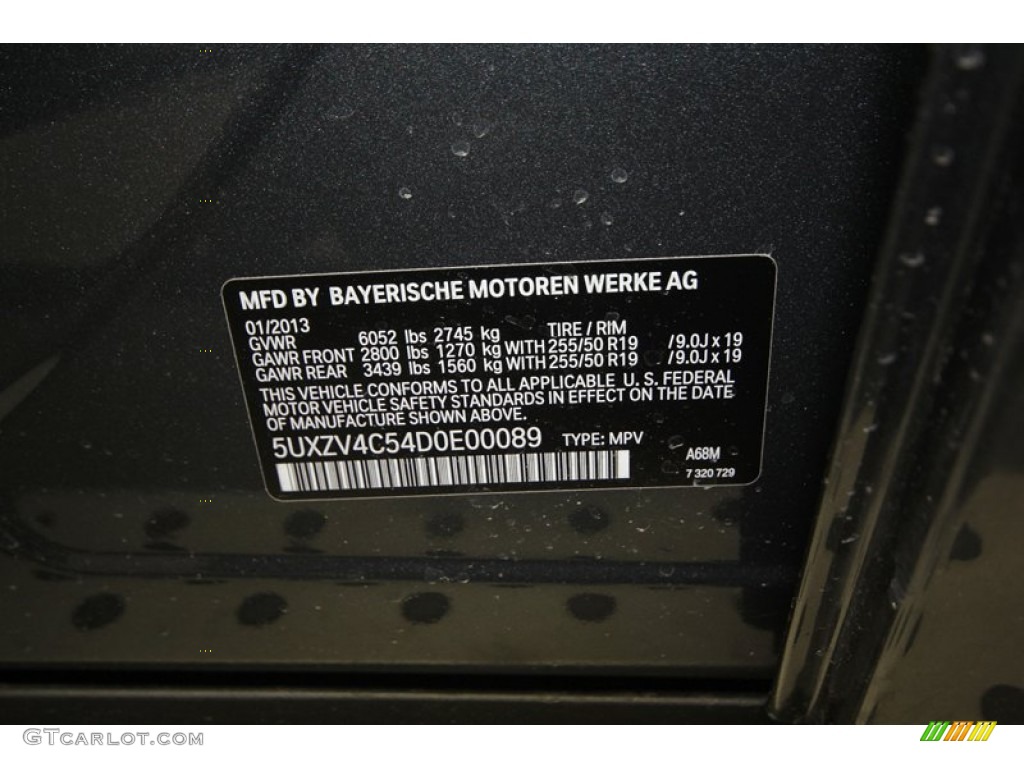 MFD BY BAYERISCHE MOTOREN WERKE AG
01/2013
GVWR 6052 lbs 2745 kg TIRE / RIM
GAWR FRONT 2800 lbs 1270 kg WITH 255/50 R19 /9.0J x 19
GAWR REAR 3439 lbs 1560 kg WITH 255/50 R19 /9.0J x 19
THIS VEHICLE CONFORMS TO ALL APPLICABLE U. S. FEDERAL
MOTOR VEHICLE SAFETY STANDARDS IN EFFECT ON THE DATE
OF MANUFACTURE SHOWN ABOVE.
5UXZV4C54D0E00089 TYPE: MPV
A68M
7 320 729
GTCarLot.com